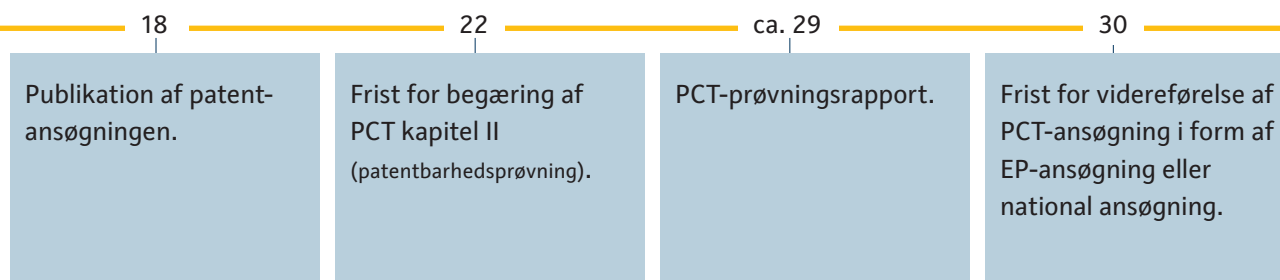 18
Publikation af patent-
ansøgningen.
22
Frist for begæring af
PCT kapitel II
(patentbarhedsprøvning).
ca. 29
PCT-prøvningsrapport.
30
Frist for videreførelse af
PCT-ansøgning i form af
EP-ansøgning eller
national ansøgning.